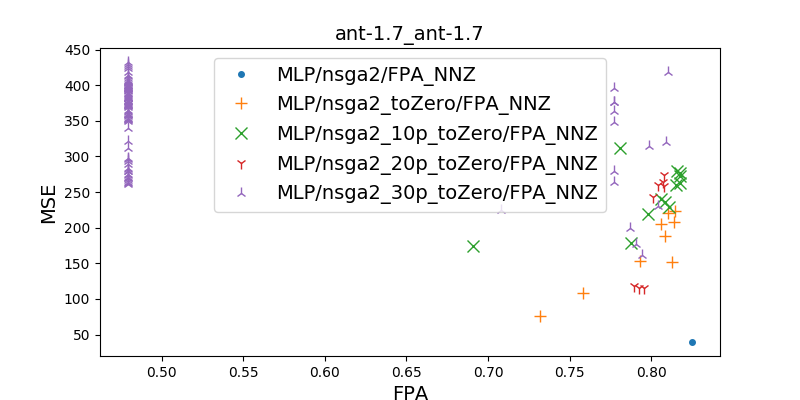 ant-1.7_ant-1.7
450
400
350
300
250
200
150
100
50
MSE
MLP/nsga2/FPA_NNZ
MLP/nsga2_toZero/FPA_NNZ
MLP/nsga2_10p_toZero/FPA_NNZ
MLP/nsga2_20p_toZero/FPA_NNZ
MLP/nsga2_30p_toZero/FPA_NNZ
0.50 0.55 0.60 0.65 0.70 0.75 0.80
FPA